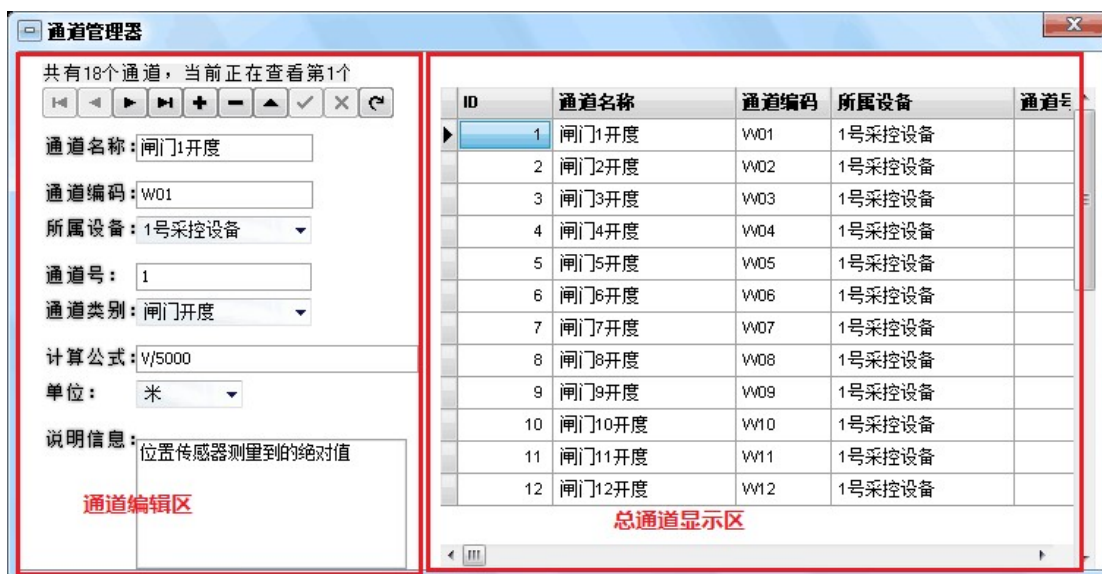 通道管理器
共有18个通道，当前正在查看第1个
通道名称：闸门1开度
通道编码：W01
所属设备：1号采控设备
通道号：1
通道类别：闸门开度
计算公式：V/5000
单位：米
说明信息：位置传感器测量到的绝对值
通道编辑区
ID 通道名称 通道编码 所属设备 通道号
1 闸门1开度 W01 1号采控设备
2 闸门2开度 W02 1号采控设备
3 闸门3开度 W03 1号采控设备
4 闸门4开度 W04 1号采控设备
5 闸门5开度 W05 1号采控设备
6 闸门6开度 W06 1号采控设备
7 闸门7开度 W07 1号采控设备
8 闸门8开度 W08 1号采控设备
9 闸门9开度 W09 1号采控设备
10 闸门10开度 W10 1号采控设备
11 闸门11开度 W11 1号采控设备
12 闸门12开度 W12 1号采控设备
总通道显示区